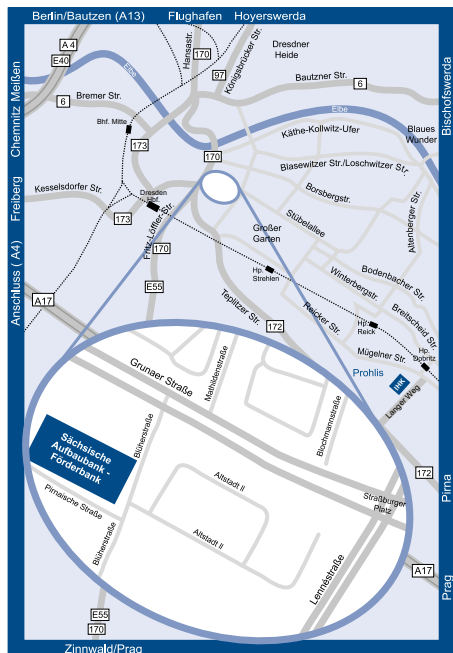 Berlin/Bautzen (A13)
Flughafen
Hoyerswerda
A 4
E40
Hansastr.
170
97
Königsbrücker Str.
Dresdner
Heide
Bautzner Str.
6
Bischofswerda
Chemnitz Meißen
Elbe
6
Bremer Str.
Bhf. Mitte
173
170
Elbe
Käthe-Kollwitz-Ufer
Blaues
Wunder
Blasewitzer Str./Loschwitzer Str.
Borsbergstr.
Altenberger Str.
Freiberg
Kesselsdorfer Str.
Dresden
Hbf.
173
Fritz-Löffler-Str.
170
Stübelallee
Großer
Garten
Hp.
Strehlen
Winterbergstr.
Bodenbacher Str.
Breitscheid Str.
Anschluss ( A4)
A17
E55
Teplitzer Str.
172
Reicker Str.
Hp.
Reick
Mügelner Str.
Hp.
Dobritz
Prohlis
IHK
Langer Weg
Grunaer Straße
Mathildenstraße
Blochmannstraße
Blüherstraße
Sächsische
Aufbaubank -
Förderbank
Pirnaische Straße
Altstadt II
Altstadt II
Straßburger
Platz
172
Pirna
Blüherstraße
Lennéstraße
A17
Prag
E55
170
Zinnwald/Prag